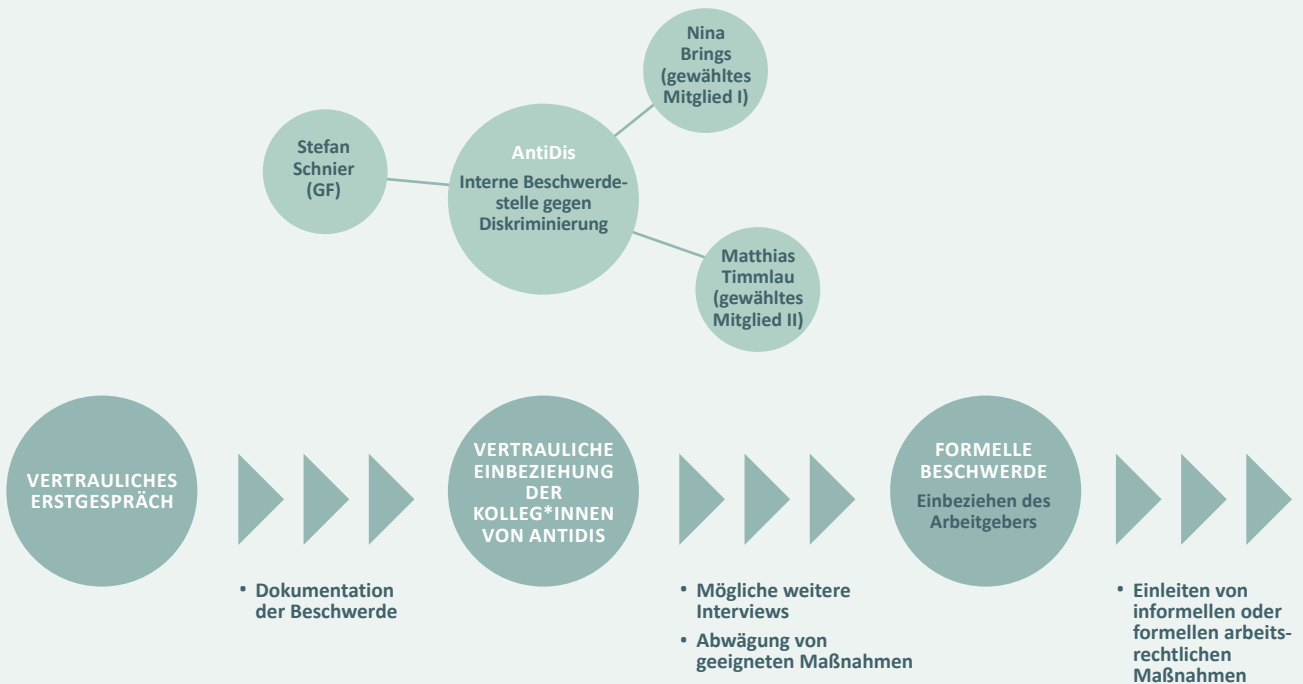 Nina
Brings
(gewähltes
Mitglied I)
Stefan
Schnier
(GF)
AntiDis
Interne Beschwerde-
stelle gegen
Diskriminierung
Matthias
Timmlau
(gewähltes
Mitglied II)
VERTRAULICHES
ERSTGESPRÄCH
• Dokumentation
der Beschwerde
VERTRAULICHE
EINBEZIEHUNG
DER
KOLLEG*INNEN
VON ANTIDIS
• Mögliche weitere
Interviews
• Abwägung von
geeigneten Maßnahmen
FORMELLE
BESCHWERDE
Einbeziehen des
Arbeitgebers
• Einleiten von
informellen oder
formellen arbeits-
rechtlichen
Maßnahmen